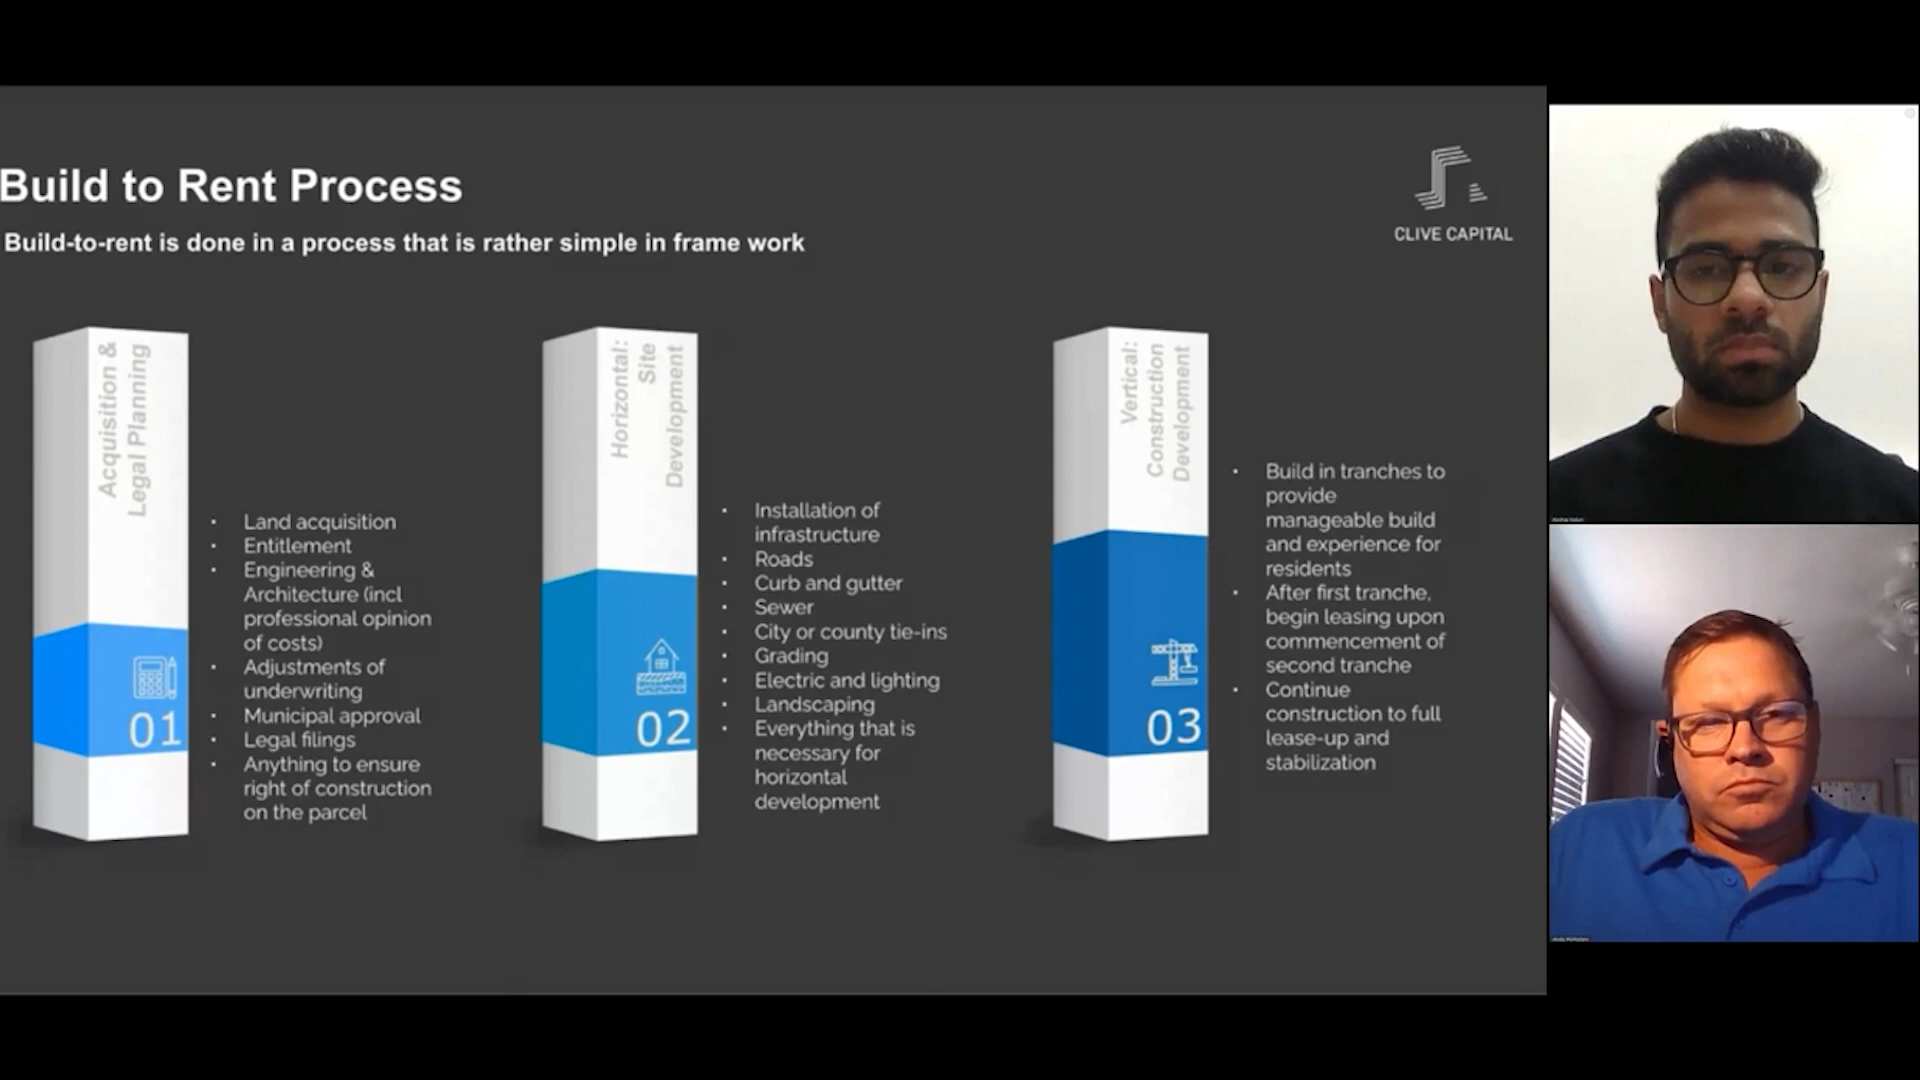 Build to Rent Process
Build-to-rent is done in a process that is rather simple in frame work
CLIVE CAPITAL
Acquisition &
Legal Planning
01
• Land acquisition
• Entitlement
• Engineering &
Architecture (incl
professional opinion
of costs)
• Adjustments of
underwriting
• Municipal approval
• Legal filings
• Anything to ensure
right of construction
on the parcel
Horizontal:
Site
Development
02
• Installation of
infrastructure
• Roads
• Curb and gutter
• Sewer
• City or county tie-ins
• Grading
• Electric and lighting
• Landscaping
• Everything that is
necessary for
horizontal
development
Vertical:
Construction
Development
03
• Build in tranches to
provide
manageable build
and experience for
residents
• After first tranche,
begin leasing upon
commencement of
second tranche
• Continue
construction to full
lease-up and
stabilization